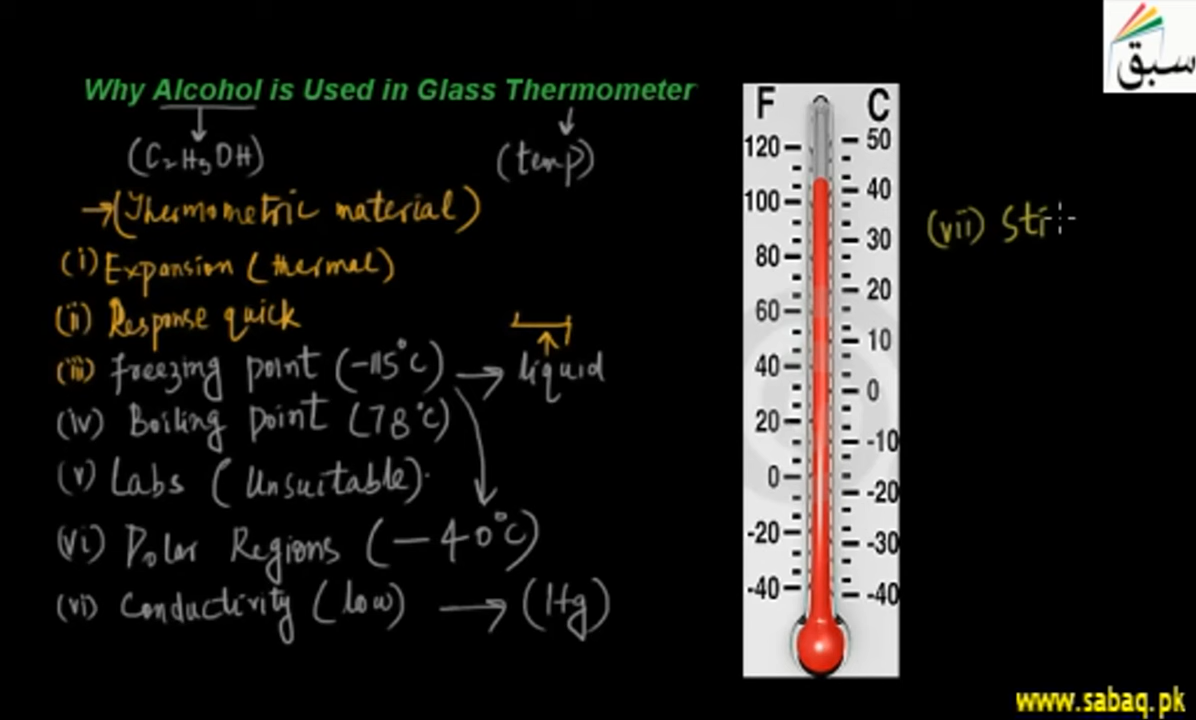 سبق
Why Alcohol is Used in Glass Thermometer
(C₂H₅OH) (temp)
→(Thermometric material)
(i) Expansion (thermal)
(ii) Response quick
(iii) freezing point (-115°C) → liquid
(iv) Boiling Point (78°C)
(v) Labs (Unsuitable).
(vi) Polar Regions (-40°C)
(vi) Conductivity (low) → (Hg)
F C
120 50
100 40
80 30
60 20
40 10
20 0
0 -10
-20 -20
-40 -30
-40
(vii) Sti
www.sabaq.pk